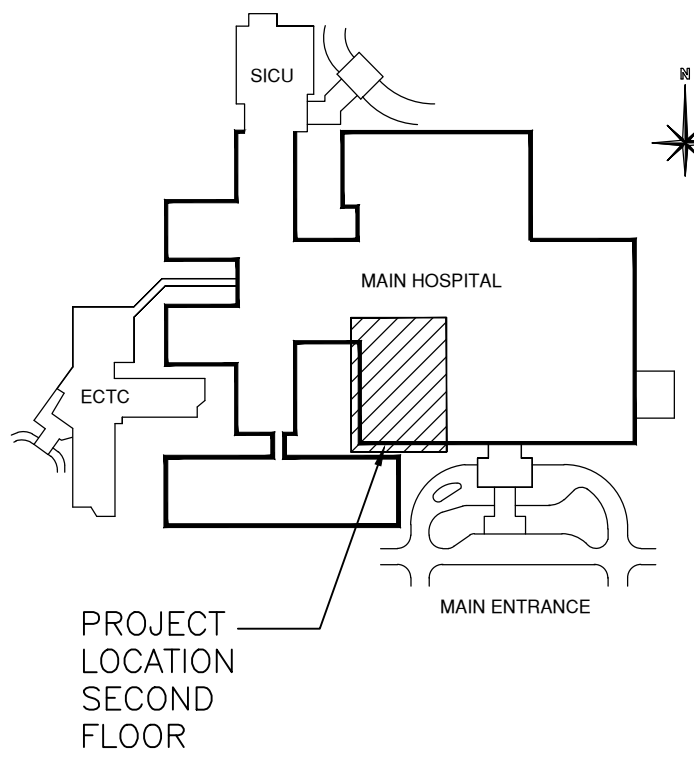 SICU
N
MAIN HOSPITAL
ECTC
MAIN ENTRANCE
PROJECT
LOCATION
SECOND
FLOOR